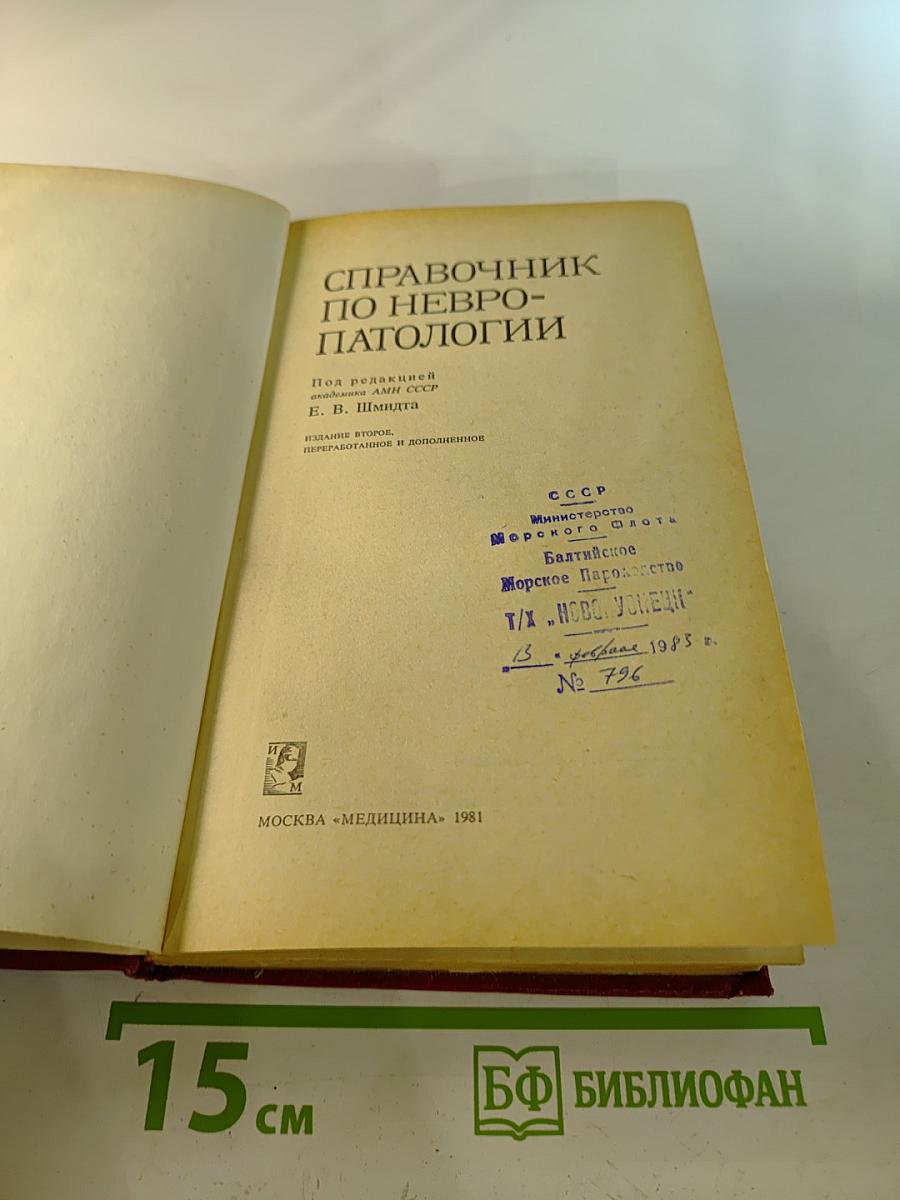 СПРАВОЧНИК
ПО НЕВРО-
ПАТОЛОГИИ
Под редакцией
академика АМН СССР
Е. В. Шмидта
ИЗДАНИЕ ВТОРОЕ,
ПЕРЕРАБОТАННОЕ И ДОПОЛНЕННОЕ
СССР
Министерство
Морского Флота
Балтийское
Морское Пароходство
Т/Х
„13 " февраля 1983 г.
№ 796
И
М
МОСКВА «МЕДИЦИНА» 1981
15 см
БФ БИБЛИОФАН